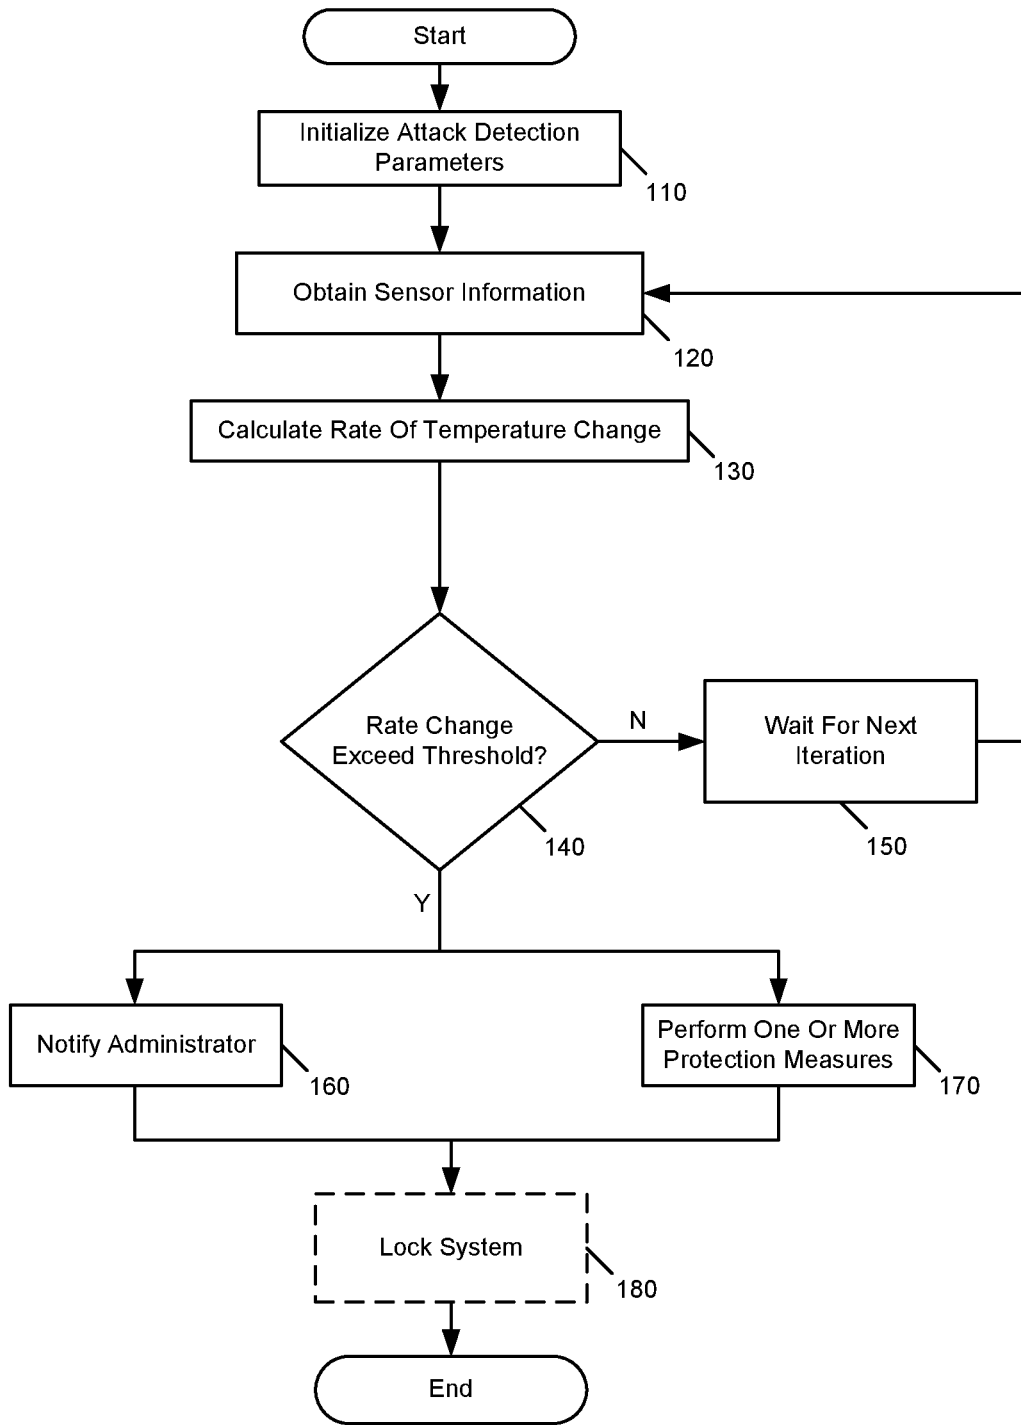 Start
Initialize Attack Detection
Parameters
110
Obtain Sensor Information
120
Calculate Rate Of Temperature Change
130
Rate Change
Exceed Threshold?
140
N
Wait For Next
Iteration
150
Y
Notify Administrator
160
Perform One Or More
Protection Measures
170
Lock System
180
End